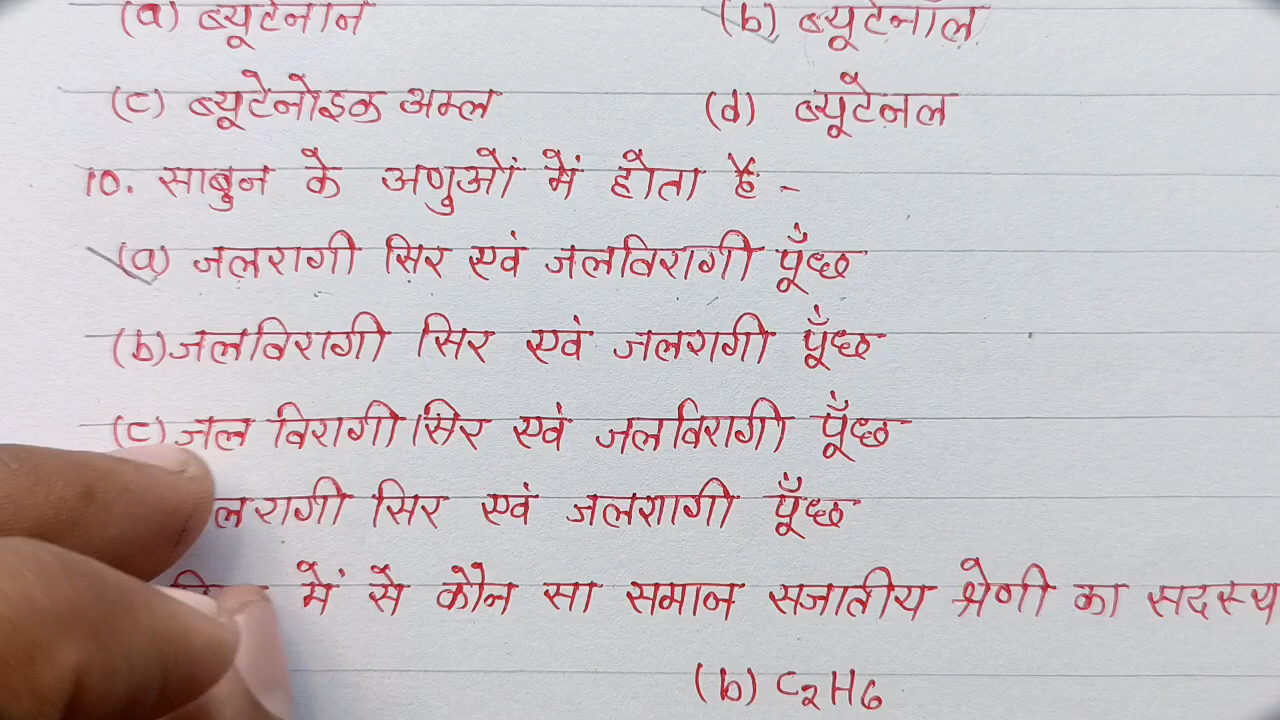 (a) ब्यूटेनोन (b) ब्यूटेनॉल
(c) ब्यूटेनोइक अम्ल (d) ब्यूटेनल
10. साबुन के अणुओं में होता है -
(a) जलरागी सिर एवं जलविरागी पूँछ
(b) जलविरागी सिर एवं जलरागी पूँछ
(c) जल विरागी सिर एवं जलविरागी पूँछ
लरागी सिर एवं जलरागी पूँछ
में से कौन सा समान सजातीय श्रेणी का सदस्य
(b) C₂H₆